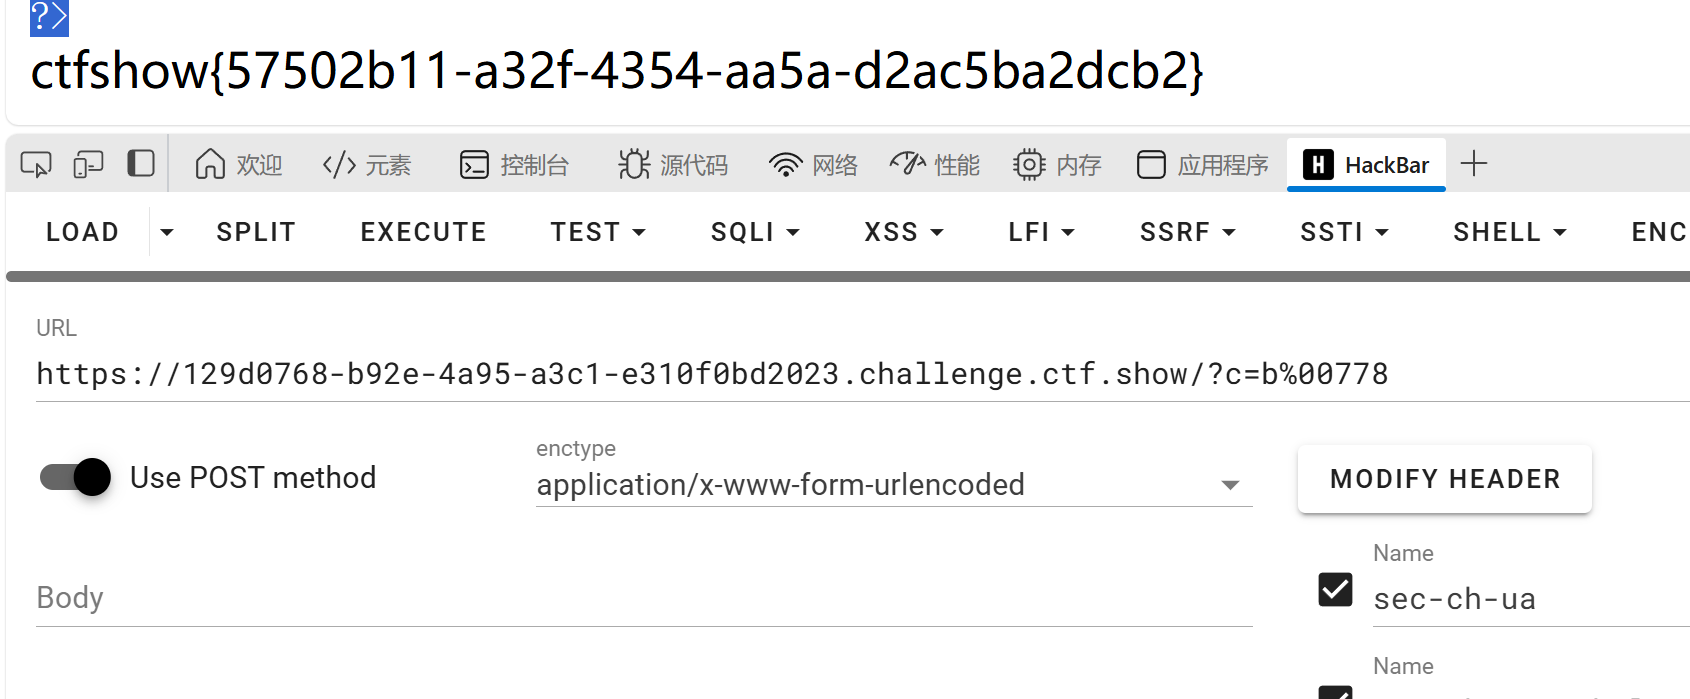 ?>
ctfshow{57502b11-a32f-4354-aa5a-d2ac5ba2dcb2}
欢迎 </> 元素 控制台 源代码 网络 性能 内存 应用程序 H HackBar
LOAD SPLIT EXECUTE TEST SQLI XSS LFI SSRF SSTI SHELL ENC
URL
https://129d0768-b92e-4a95-a3c1-e310f0bd2023.challenge.ctf.show/?c=b%00778
enctype
Use POST method application/x-www-form-urlencoded MODIFY HEADER
Name
Body sec-ch-ua
Name